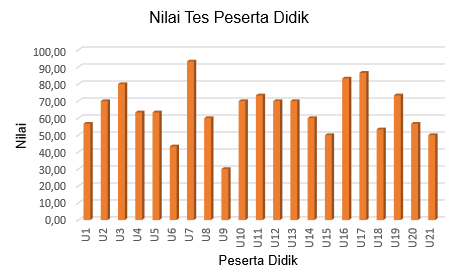 Nilai Tes Peserta Didik
Nilai
100,00
90,00
80,00
70,00
60,00
50,00
40,00
30,00
20,00
10,00
0,00
U1 U2 U3 U4 U5 U6 U7 U8 U9 U10 U11 U12 U13 U14 U15 U16 U17 U18 U19 U20 U21
Peserta Didik